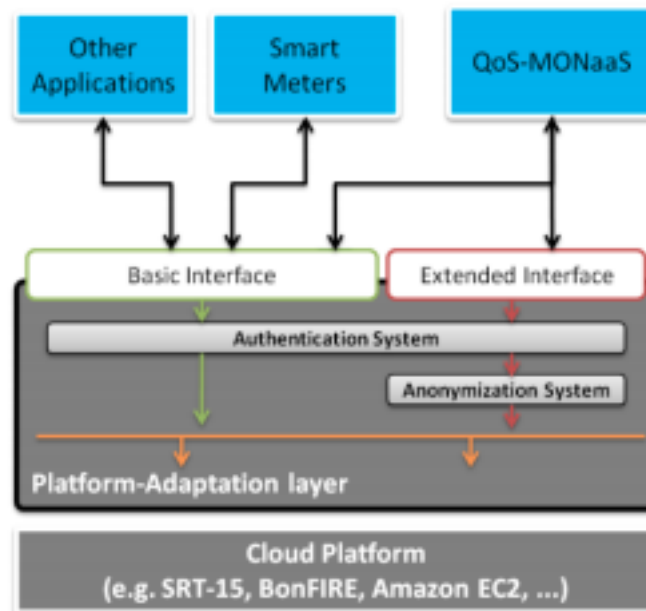 Other
Applications
Smart
Meters
QoS-MONaaS
Basic Interface
Extended Interface
Authentication System
Anonymization System
Platform-Adaptation layer
Cloud Platform
(e.g. SRT-15, BonFIRE, Amazon EC2, ...)